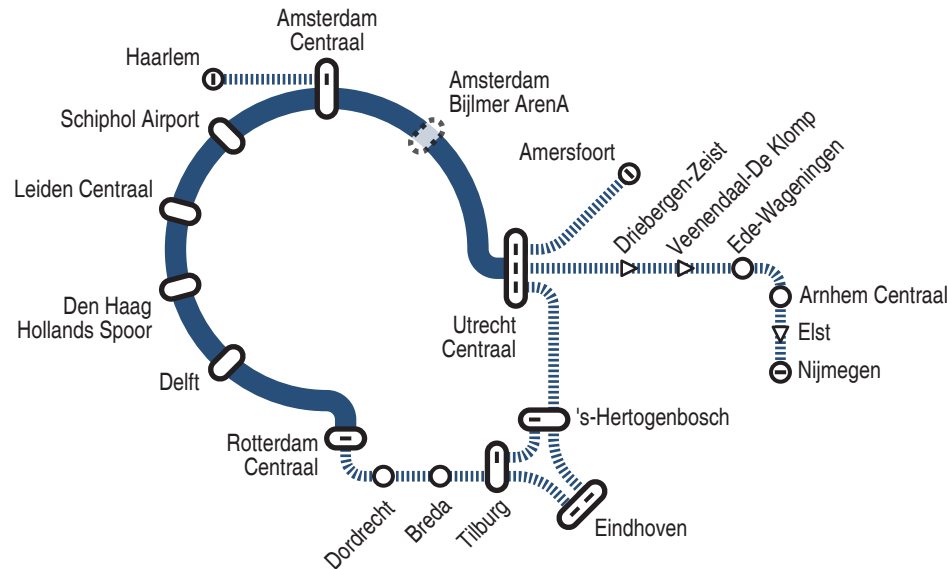 Amsterdam
Centraal
Haarlem
Amsterdam
Bijlmer ArenA
Schiphol Airport
Amersfoort
Driebergen-Zeist
Veenendaal-De Klomp
Ede-Wageningen
Leiden Centraal
Den Haag
Hollands Spoor
Arnhem Centraal
Utrecht
Centraal
Elst
Nijmegen
Delft
's-Hertogenbosch
Rotterdam
Centraal
Dordrecht
Breda
Tilburg
Eindhoven